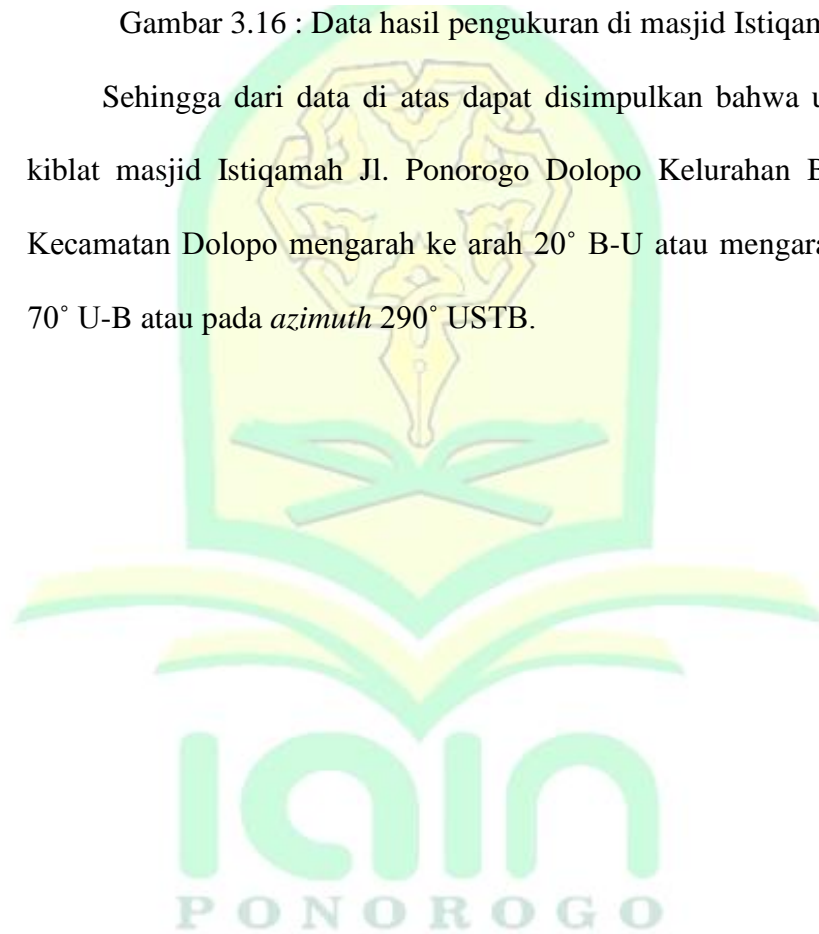 Gambar 3.16 : Data hasil pengukuran di masjid
Sehingga dari data di atas dapat disimpulkan bahwa
kiblat masjid Istiqamah Jl. Ponorogo Dolopo Kelurahan
Kecamatan Dolopo mengarah ke arah 20˚ B-U atau
70˚ U-B atau pada azimuth 290˚ USTB.
iain
PONOROGO